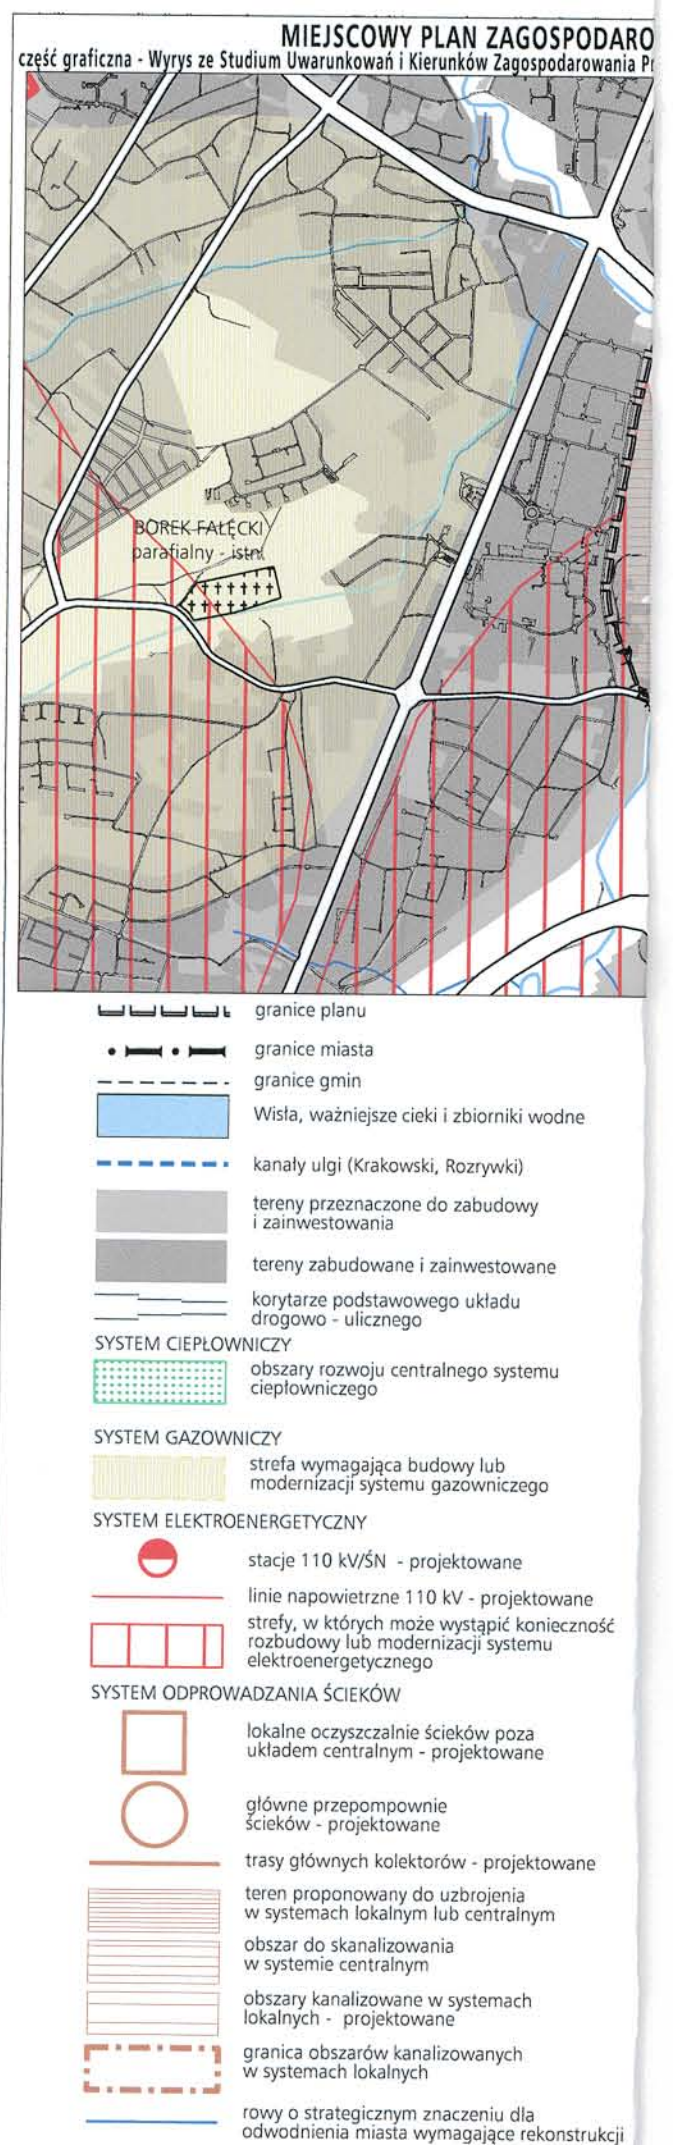 MIEJSCOWY PLAN ZAGOSPODARO
część graficzna - Wyrys ze Studium Uwarunkowań i Kierunków Zagospodarowania
BOREK FAŁĘCKI
parafialny - istn.
granice planu
granice miasta
granice gmin
Wisła, ważniejsze cieki i zbiorniki wodne
kanały ulgi (Krakowski, Rozrywki)
tereny przeznaczone do zabudowy
i zainwestowania
tereny zabudowane i zainwestowane
korytarze podstawowego układu
drogowo - ulicznego
SYSTEM CIEPŁOWNICZY
obszary rozwoju centralnego systemu
ciepłowniczego
SYSTEM GAZOWNICZY
strefa wymagająca budowy lub
modernizacji systemu gazowniczego
SYSTEM ELEKTROENERGETYCZNY
stacje 110 kV/ŚN - projektowane
linie napowietrzne 110 kV - projektowane
strefy, w których może wystąpić konieczność
rozbudowy lub modernizacji systemu
elektroenergetycznego
SYSTEM ODPROWADZANIA ŚCIEKÓW
lokalne oczyszczalnie ścieków poza
układem centralnym - projektowane
główne przepompownie
ścieków - projektowane
trasy głównych kolektorów - projektowane
teren proponowany do uzbrojenia
w systemach lokalnym lub centralnym
obszar do skanalizowania
w systemie centralnym
obszary kanalizowane w systemach
lokalnych - projektowane
granica obszarów kanalizowanych
w systemach lokalnych
rowy o strategicznym znaczeniu dla
odwodnienia miasta wymagające rekonstrukcji